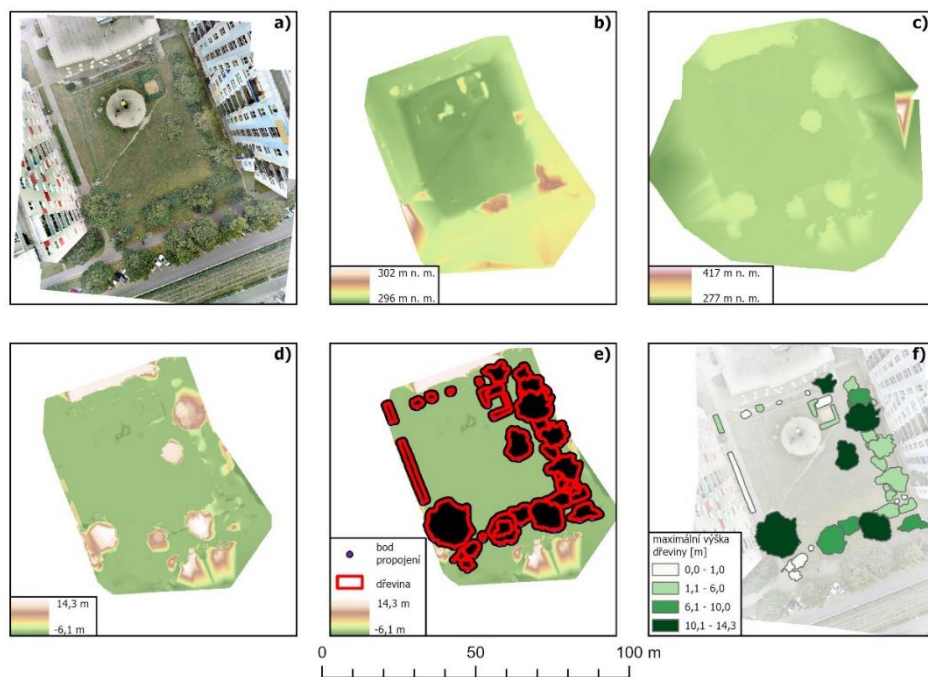 a)
b)
c)
302 m n. m.
296 m n. m.
417 m n. m.
277 m n. m.
d)
e)
f)
14,3 m
-6,1 m
bod
propojení
dřevina
14,3 m
-6,1 m
maximální výška
dřeviny [m]
0,0 - 1,0
1,1 - 6,0
6,1 - 10,0
10,1 - 14,3
0 50 100 m